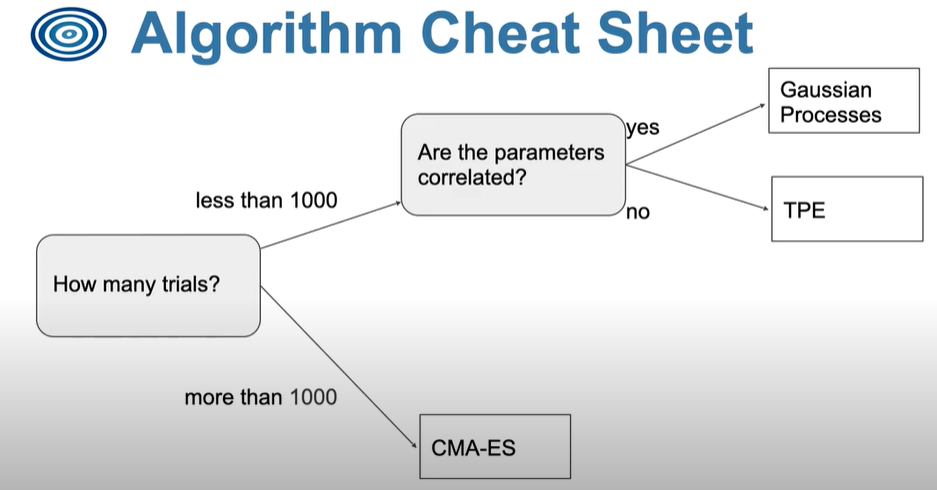 Algorithm Cheat Sheet
Gaussian
Processes
yes
Are the parameters
correlated?
less than 1000
no
TPE
How many trials?
more than 1000
CMA-ES